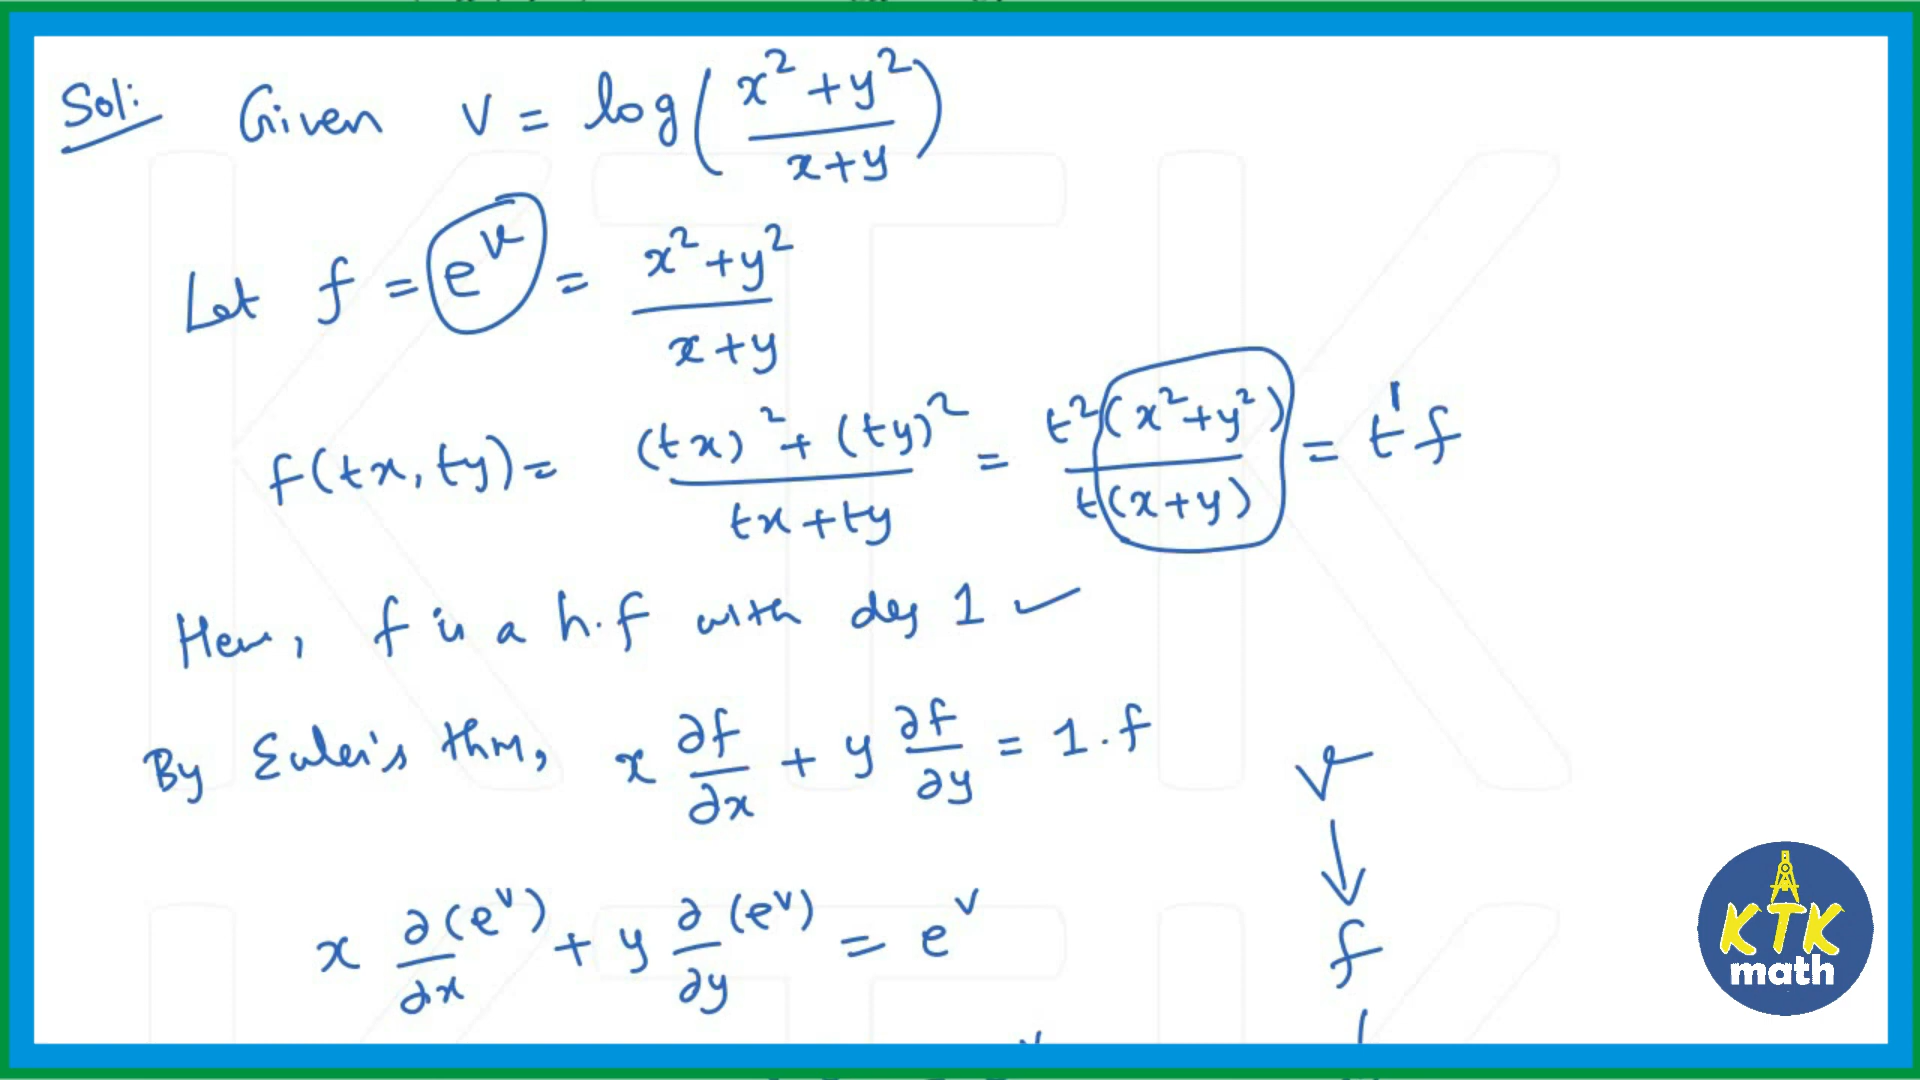 Sol: Given v = log((x²+y²)/(x+y))
Let f = e^v = (x²+y²)/(x+y)
f(tx, ty) = ((tx)²+(ty)²)/(tx+ty) = t²(x²+y²)/t(x+y) = t¹f
Here, f is a h.f with deg 1 ✓
By Euler's thm, x ∂f/∂x + y ∂f/∂y = 1.f
v
↓
f
x ∂(e^v)/∂x + y ∂/∂y (e^v) = e^v
KTK
math